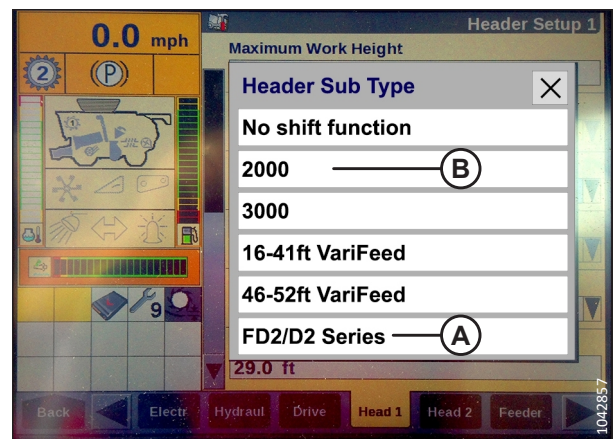 0.0 mph
Header Setup 1
2
P
Maximum Work Height
Header Sub Type
No shift function
2000
B
3000
16-41ft VariFeed
46-52ft VariFeed
FD2/D2 Series
A
9
29.0 ft
Back
Electr
Hydraul
Drive
Head 1
Head 2
Feeder
1042857